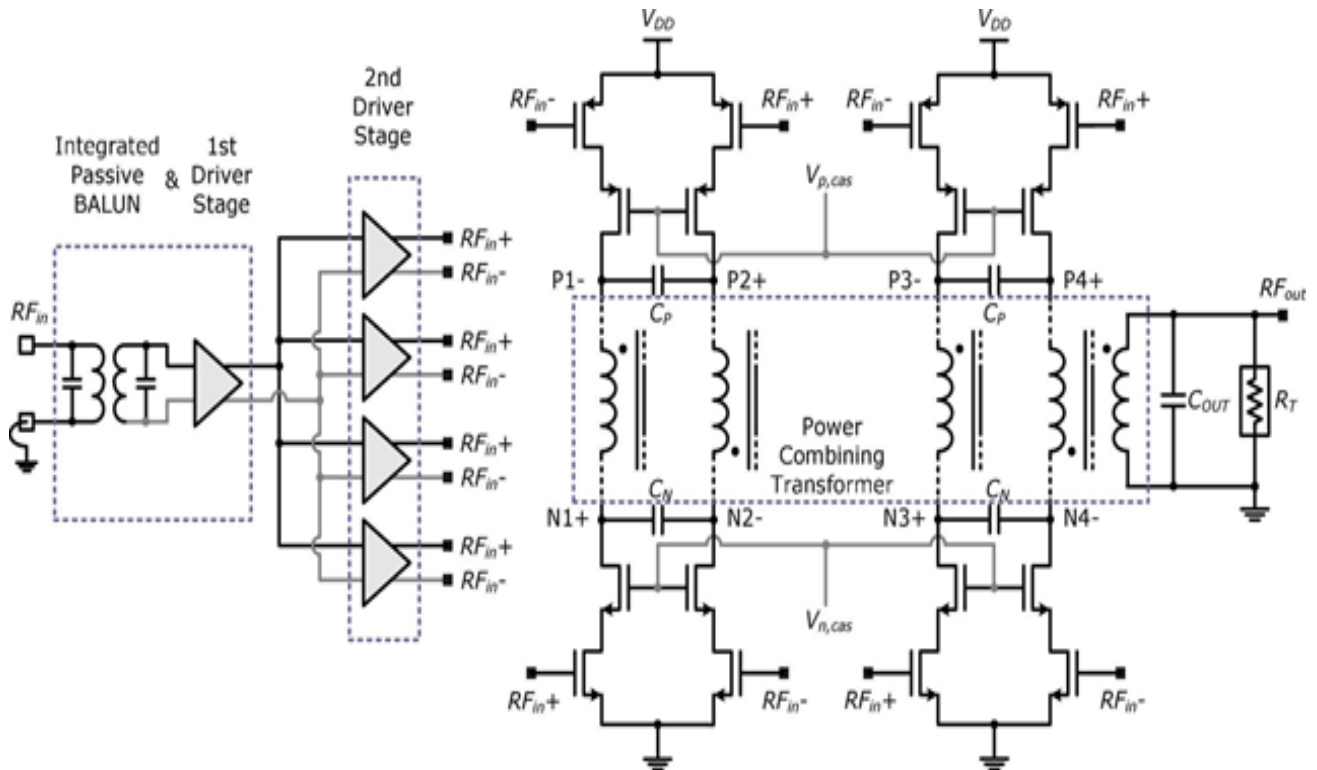 Integrated
Passive
BALUN
&
1st
Driver
Stage
2nd
Driver
Stage
RFin
RFin+
RFin-
RFin+
RFin-
RFin+
RFin-
RFin+
RFin-
VDD
VDD
RFin-
RFin+
RFin-
RFin+
Vp,cas
P1-
P2+
P3-
P4+
CP
CP
RFout
Power
Combining
Transformer
COUT
RT
CN
CN
N1+
N2-
N3+
N4-
Vn,cas
RFin+
RFin-
RFin+
RFin-